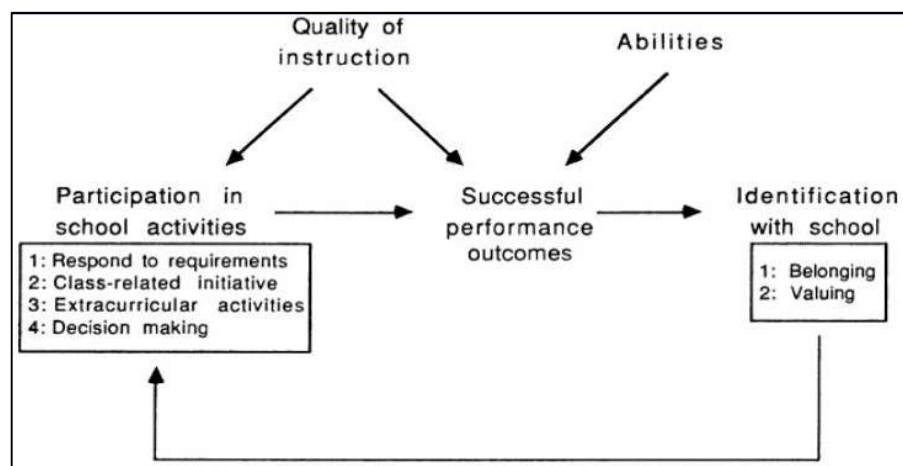 Quality of
instruction
Abilities
Participation in
school activities
1: Respond to requirements
2: Class-related initiative
3: Extracurricular activities
4: Decision making
Successful
performance
outcomes
Identification
with school
1: Belonging
2: Valuing